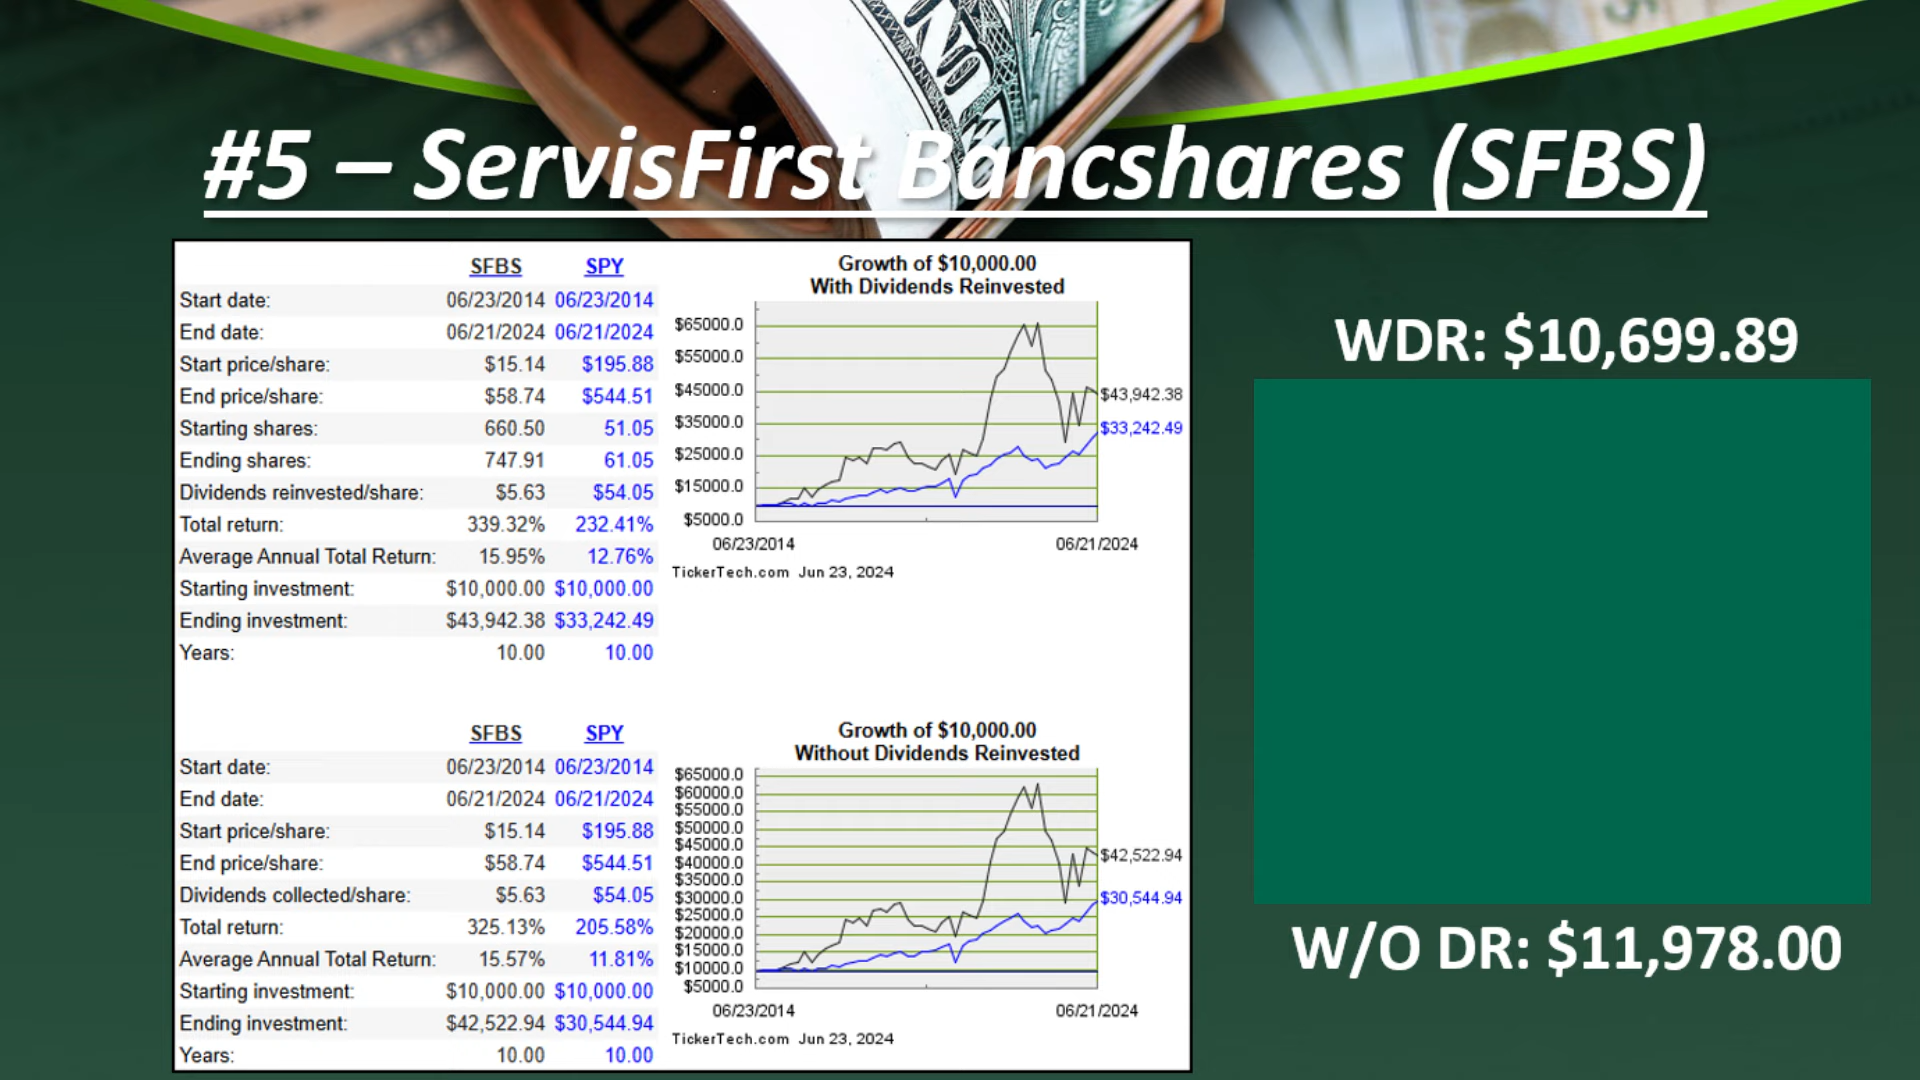 #5 – ServisFirst Bancshares (SFBS)
SFBS SPY
Start date: 06/23/2014 06/23/2014
End date: 06/21/2024 06/21/2024
Start price/share: $15.14 $195.88
End price/share: $58.74 $544.51
Starting shares: 660.50 51.05
Ending shares: 747.91 61.05
Dividends reinvested/share: $5.63 $54.05
Total return: 339.32% 232.41%
Average Annual Total Return: 15.95% 12.76%
Starting investment: $10,000.00 $10,000.00
Ending investment: $43,942.38 $33,242.49
Years: 10.00 10.00
Growth of $10,000.00
With Dividends Reinvested
$65000.0
$55000.0
$45000.0
$35000.0
$25000.0
$15000.0
$5000.0
$43,942.38
$33,242.49
06/23/2014 06/21/2024
TickerTech.com Jun 23, 2024
SFBS SPY
Start date: 06/23/2014 06/23/2014
End date: 06/21/2024 06/21/2024
Start price/share: $15.14 $195.88
End price/share: $58.74 $544.51
Dividends collected/share: $5.63 $54.05
Total return: 325.13% 205.58%
Average Annual Total Return: 15.57% 11.81%
Starting investment: $10,000.00 $10,000.00
Ending investment: $42,522.94 $30,544.94
Years: 10.00 10.00
Growth of $10,000.00
Without Dividends Reinvested
$65000.0
$60000.0
$55000.0
$50000.0
$45000.0
$40000.0
$35000.0
$30000.0
$25000.0
$20000.0
$15000.0
$10000.0
$5000.0
$42,522.94
$30,544.94
06/23/2014 06/21/2024
TickerTech.com Jun 23, 2024
WDR: $10,699.89
W/O DR: $11,978.00